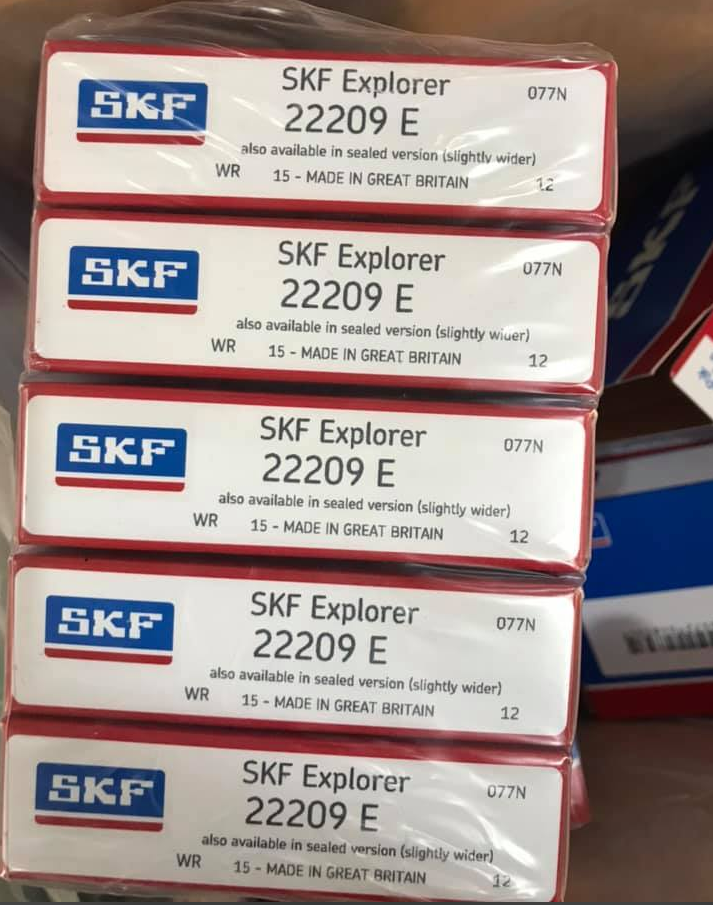 SKF
SKF Explorer
077N
22209 E
also available in sealed version (slightly wider)
WR 15 - MADE IN GREAT BRITAIN 12
SKF
SKF Explorer
077N
22209 E
also available in sealed version (slightly wider)
WR 15 - MADE IN GREAT BRITAIN 12
SKF
SKF Explorer
077N
22209 E
also available in sealed version (slightly wider)
WR 15 - MADE IN GREAT BRITAIN 12
SKF
SKF Explorer
077N
22209 E
also available in sealed version (slightly wider)
WR 15 - MADE IN GREAT BRITAIN 12
SKF
SKF Explorer
077N
22209 E
also available in sealed version (slightly wider)
WR 15 - MADE IN GREAT BRITAIN 12
SKF